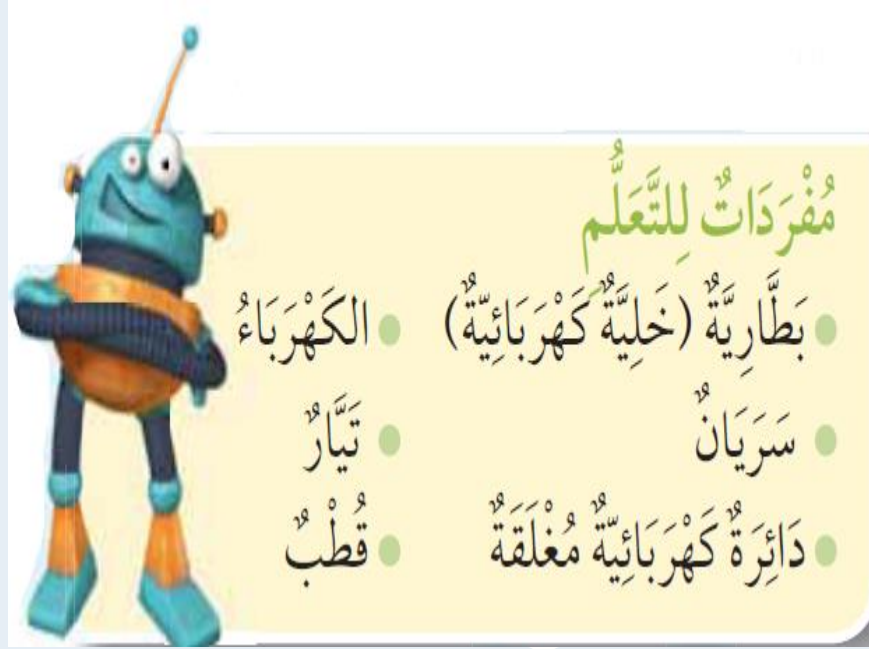 مُفْرَدَاتٌ لِلتَّعَلُّمِ
• بَطَّارِيَّةٌ (خَلِيَّةٌ كَهْرَبَائِيَّةٌ) • الكَهْرَبَاءُ
• سَرَيَانٌ • تَيَّارٌ
• دَائِرَةٌ كَهْرَبَائِيَّةٌ مُغْلَقَةٌ • قُطْبٌ